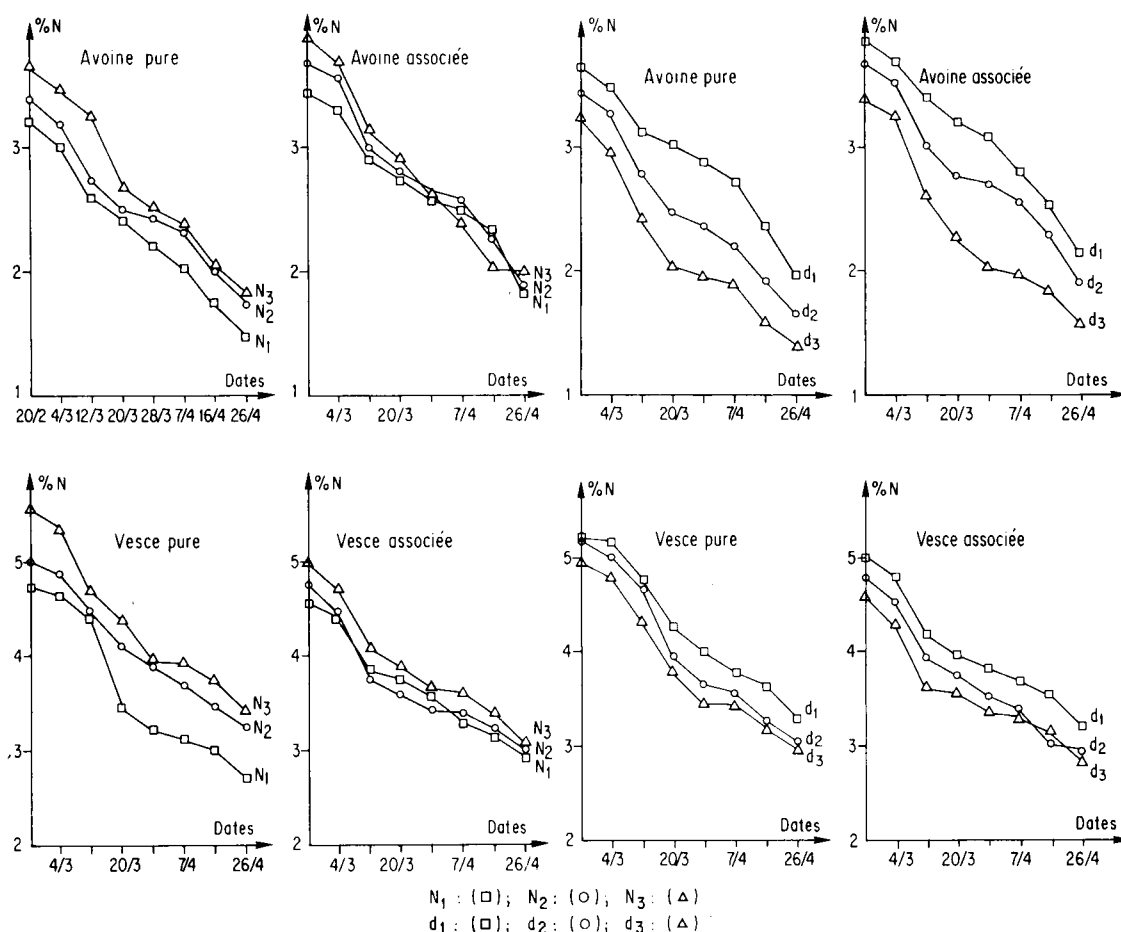 %N %N %N %N
Avoine pure Avoine associée Avoine pure Avoine associée
3 3 3 3
2 2 2 2
N3 N3 d1 d1
N2 N2 d2 d2
N1 N1 d3 d3
Dates Dates Dates Dates
1 1 1 1
20/2 4/3 12/3 20/3 28/3 7/4 16/4 26/4 4/3 20/3 7/4 26/4 4/3 20/3 7/4 26/4 4/3 20/3 7/4 26/4
%N %N %N %N
Vesce pure Vesce associée Vesce pure Vesce associée
5 5 5 5
4 4 4 4
3 3 3 3
N3 N3 d1 d1
N2 N2 d2 d2
N1 N1 d3 d3
Dates Dates Dates Dates
2 2 2 2
4/3 20/3 7/4 26/4 4/3 20/3 7/4 26/4 4/3 20/3 7/4 26/4 4/3 20/3 7/4 26/4
N1 : (□); N2 : (○); N3 : (△)
d1 : (□); d2 : (○); d3 : (△)